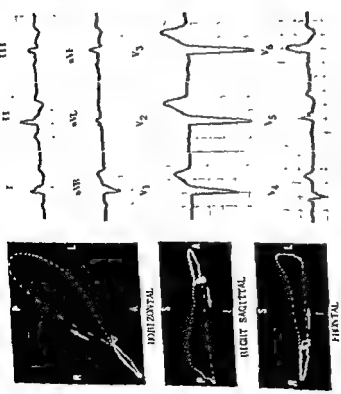 I II III
aVR aVL aVF
V1 V2 V3
V4 V5 V6
P
R L
A
HORIZONTAL
S
P A
I
RIGHT SAGITTAL
S
R L
I
FRONTAL